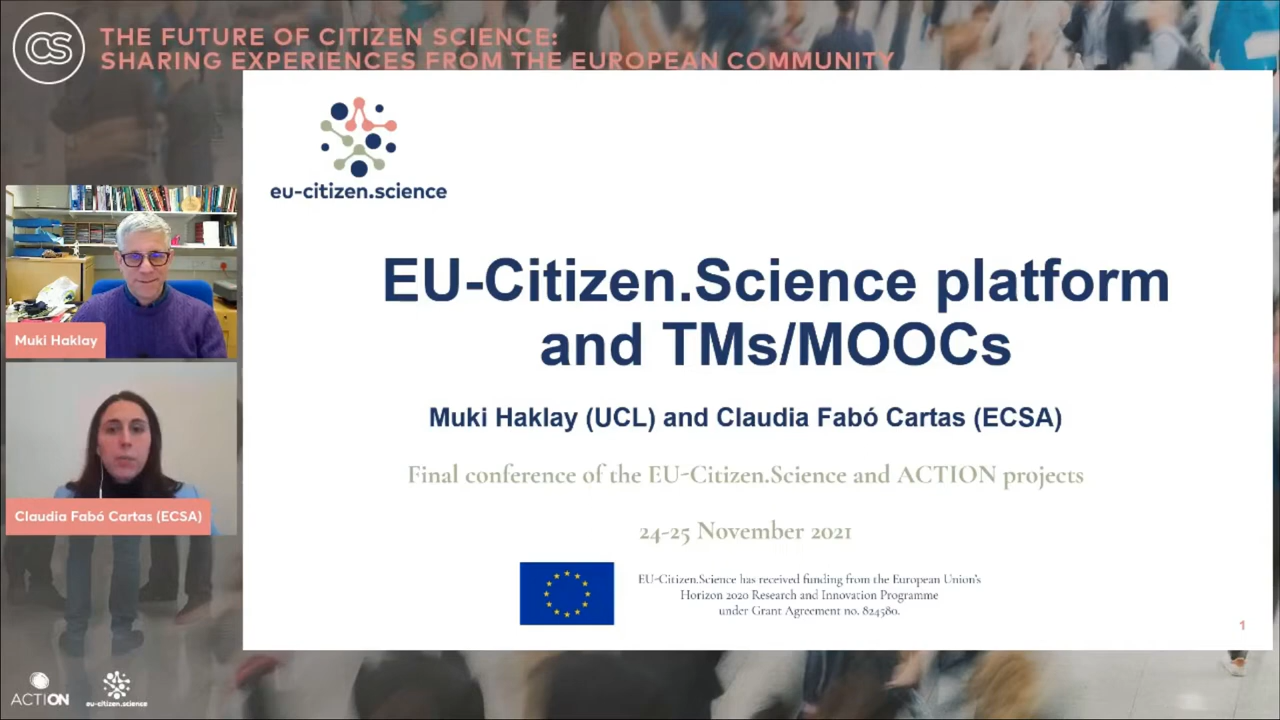 CS
THE FUTURE OF CITIZEN SCIENCE:
SHARING EXPERIENCES FROM THE EUROPEAN COMMUNITY
eu-citizen.science
EU-Citizen.Science platform
and TMs/MOOCs
Muki Haklay (UCL) and Claudia Fabó Cartas (ECSA)
Final conference of the EU-Citizen.Science and ACTION projects
24-25 November 2021
EU-Citizen.Science has received funding from the European Union's
Horizon 2020 Research and Innovation Programme
under Grant Agreement no. 824580.
1
Muki Haklay
Claudia Fabó Cartas (ECSA)
ACTION
eu-citizen.science